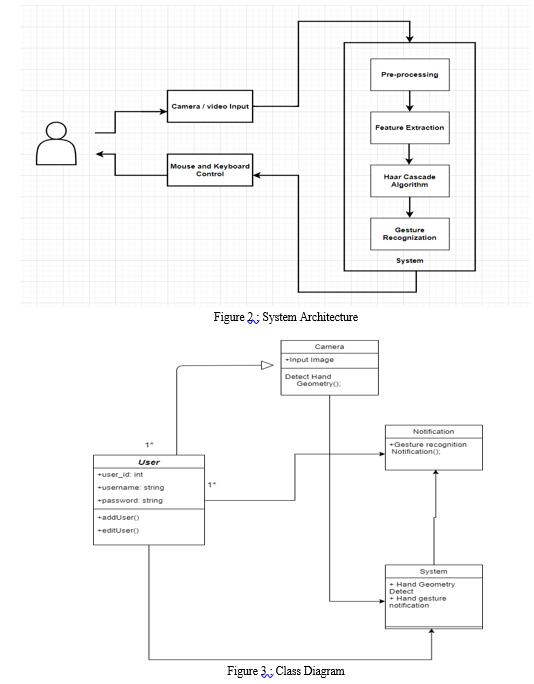 Camera / video Input
Mouse and Keyboard
Control
Pre-processing
Feature Extraction
Haar Cascade
Algorithm
Gesture
Recognization
System
Figure 2 : System Architecture
Camera
+Input Image
Detect Hand
Geometry();
1*
User
+user_id: int
+username: string
+password: string
+addUser()
+editUser()
1*
Notification
+Gesture recognition
Notification();
System
+ Hand Geometry
Detect
+ Hand gesture
notification
Figure 3 : Class Diagram